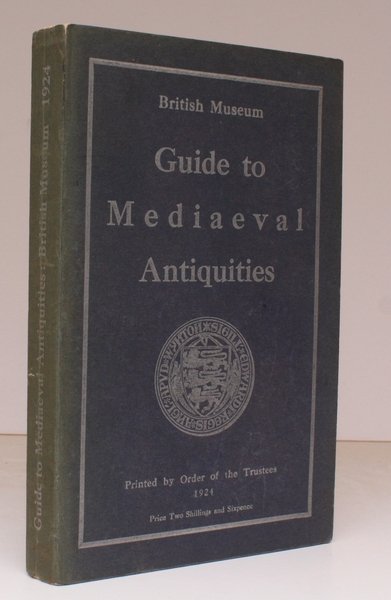 British Museum
Guide to
Mediaeval
Antiquities
Printed by Order of the Trustees
1924
Price Two Shillings and Sixpence
Guide to Mediaeval Antiquities: British Museum 1924